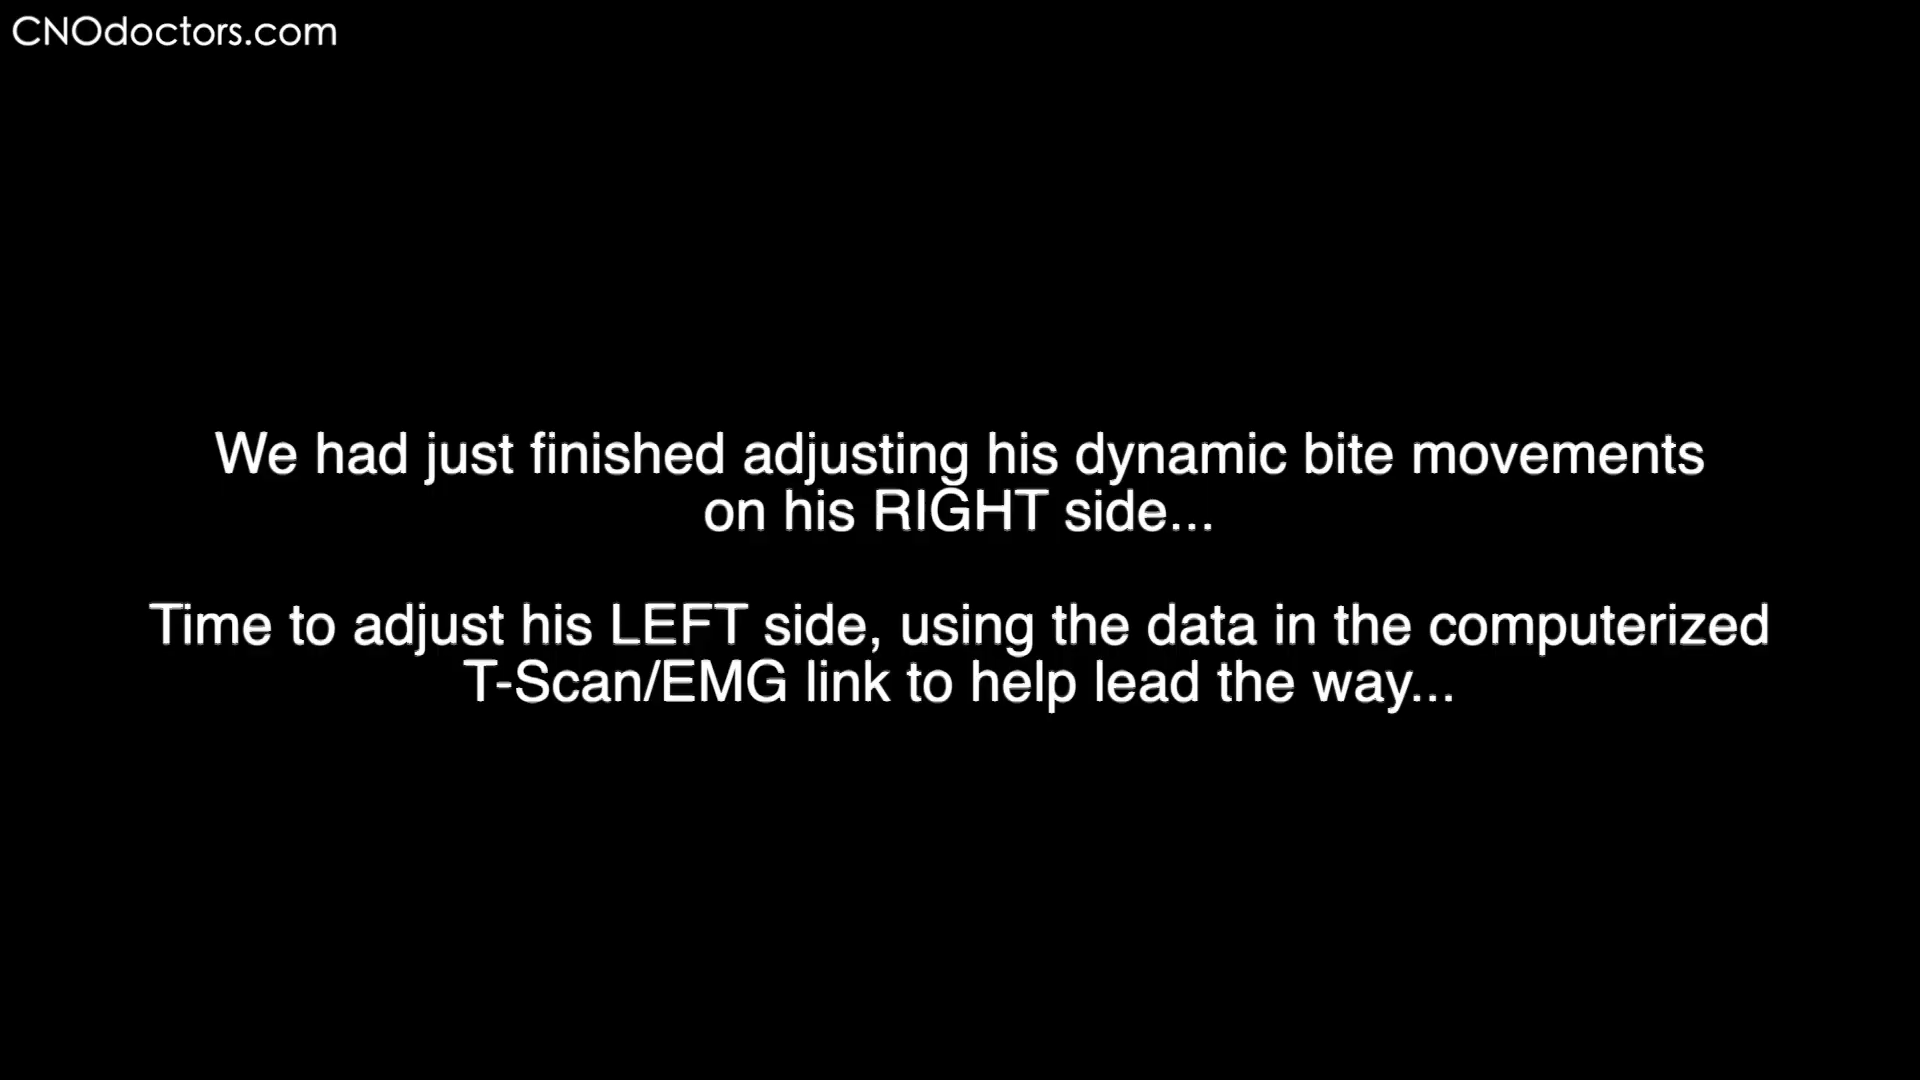 CNOdoctors.com
We had just finished adjusting his dynamic bite movements
on his RIGHT side...
Time to adjust his LEFT side, using the data in the computerized
T-Scan/EMG link to help lead the way...